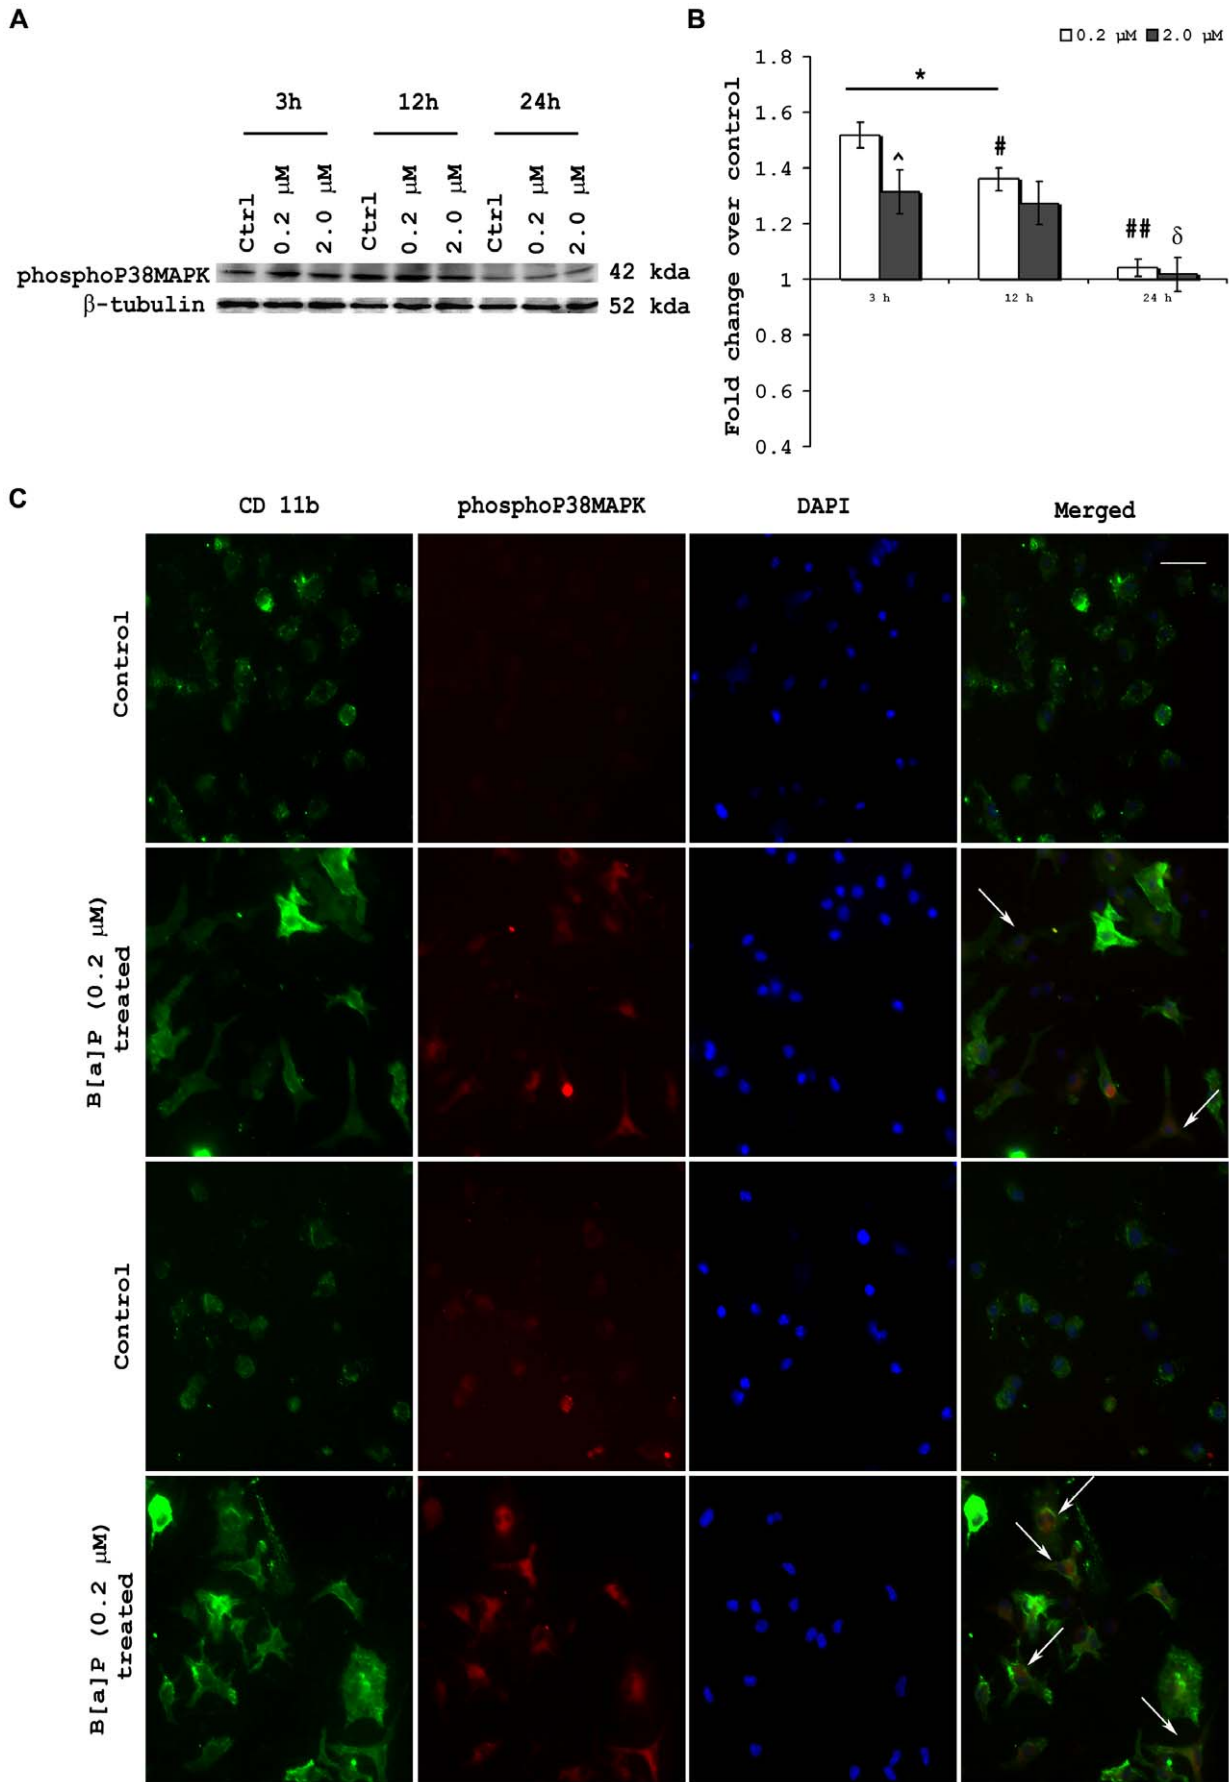 A
3h 12h 24h
Ctrl 0.2 μM 2.0 μM Ctrl 0.2 μM 2.0 μM Ctrl 0.2 μM 2.0 μM
phosphoP38MAPK 42 kda
β-tubulin 52 kda
B
0.2 μM 2.0 μM
Fold change over control
1.8
1.6
1.4
1.2
1
0.8
0.6
0.4
*
^
#
##
δ
3 h 12 h 24 h
C
CD 11b phosphoP38MAPK DAPI Merged
Control
B[a]P (0.2 μM)
treated
Control
B[a]P (0.2 μM)
treated